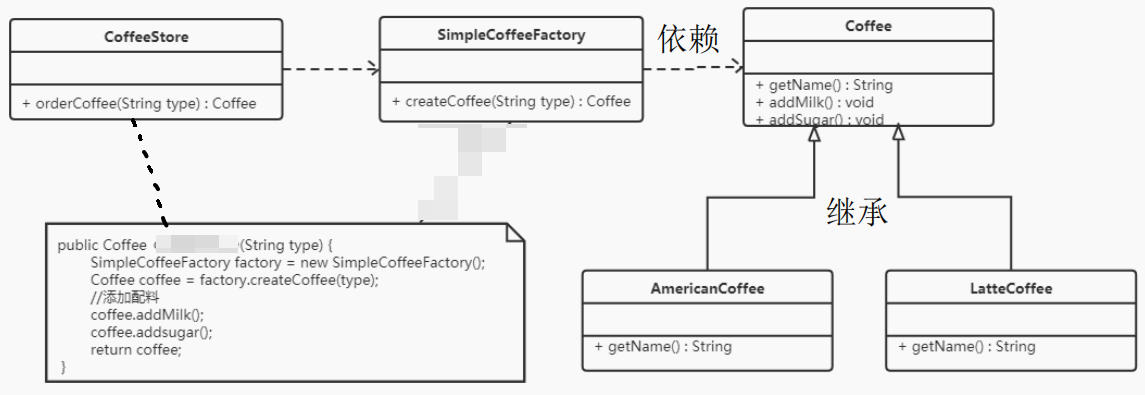 CoffeeStore
+ orderCoffee(String type) : Coffee
SimpleCoffeeFactory
+ createCoffee(String type) : Coffee
依赖
Coffee
+ getName() : String
+ addMilk() : void
+ addSugar() : void
继承
public Coffee (String type) {
SimpleCoffeeFactory factory = new SimpleCoffeeFactory();
Coffee coffee = factory.createCoffee(type);
//添加配料
coffee.addMilk();
coffee.addsugar();
return coffee;
}
AmericanCoffee
+ getName() : String
LatteCoffee
+ getName() : String